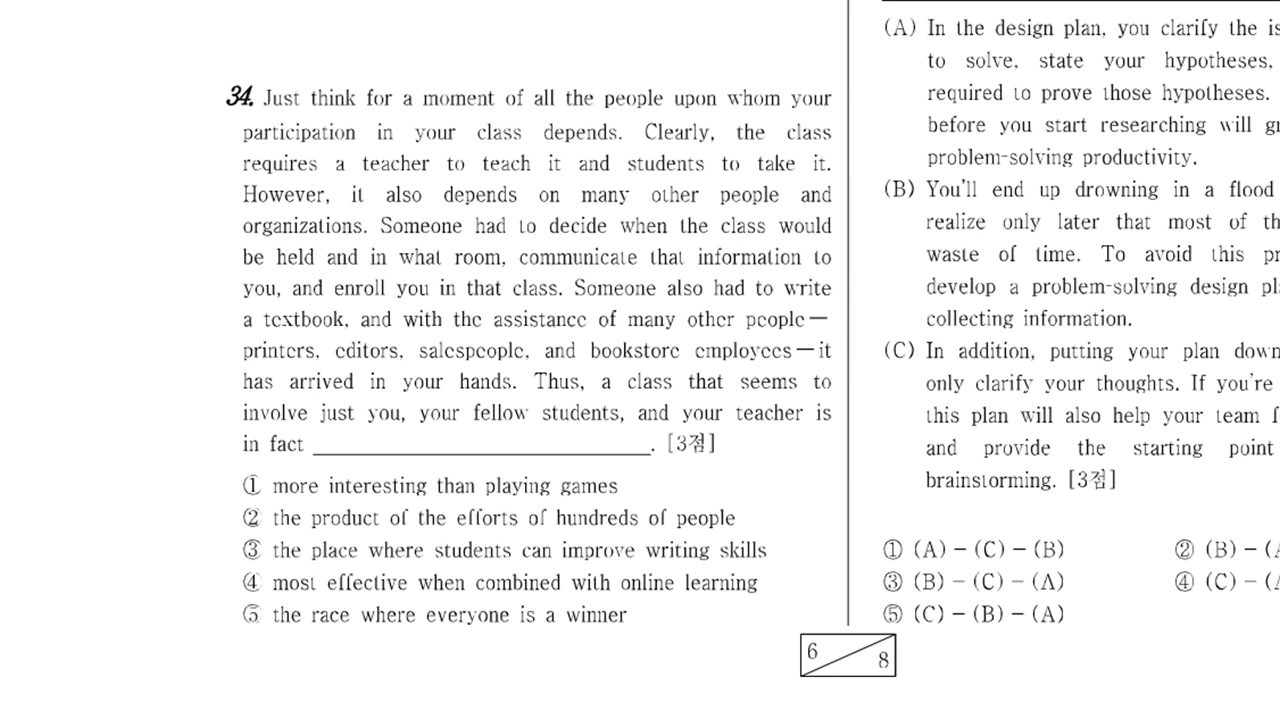 34. Just think for a moment of all the people upon whom your
participation in your class depends. Clearly, the class
requires a teacher to teach it and students to take it.
However, it also depends on many other people and
organizations. Someone had to decide when the class would
be held and in what room, communicate that information to
you, and enroll you in that class. Someone also had to write
a textbook, and with the assistance of many other people—
printers, editors, salespeople, and bookstore employees—it
has arrived in your hands. Thus, a class that seems to
involve just you, your fellow students, and your teacher is
in fact ______________________________. [3점]
① more interesting than playing games
② the product of the efforts of hundreds of people
③ the place where students can improve writing skills
④ most effective when combined with online learning
⑤ the race where everyone is a winner
(A) In the design plan, you clarify the
to solve, state your hypotheses,
required to prove those hypotheses.
before you start researching will
problem-solving productivity.
(B) You'll end up drowning in a flood
realize only later that most of
waste of time. To avoid this
develop a problem-solving design
collecting information.
(C) In addition, putting your plan down
only clarify your thoughts. If you're
this plan will also help your team
and provide the starting point
brainstorming. [3점]
① (A) - (C) - (B)
② (B) -
③ (B) - (C) - (A)
④ (C) -
⑤ (C) - (B) - (A)
6
8